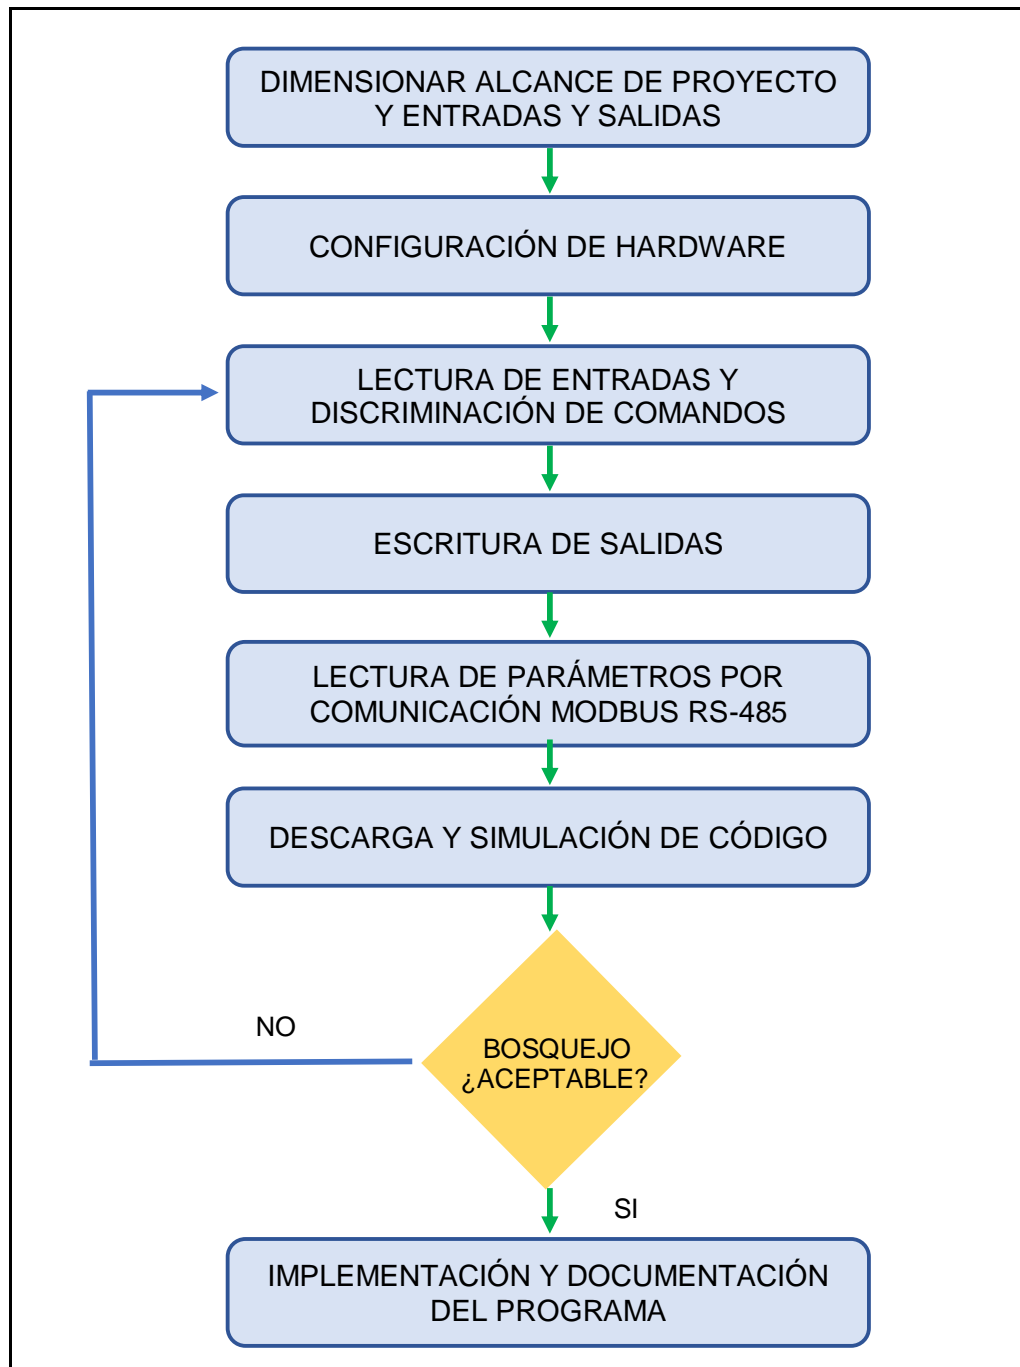 DIMENSIONAR ALCANCE DE PROYECTO
Y ENTRADAS Y SALIDAS
CONFIGURACIÓN DE HARDWARE
LECTURA DE ENTRADAS Y
DISCRIMINACIÓN DE COMANDOS
ESCRITURA DE SALIDAS
LECTURA DE PARÁMETROS POR
COMUNICACIÓN MODBUS RS-485
DESCARGA Y SIMULACIÓN DE CÓDIGO
NO
BOSQUEJO
¿ACEPTABLE?
SI
IMPLEMENTACIÓN Y DOCUMENTACIÓN
DEL PROGRAMA